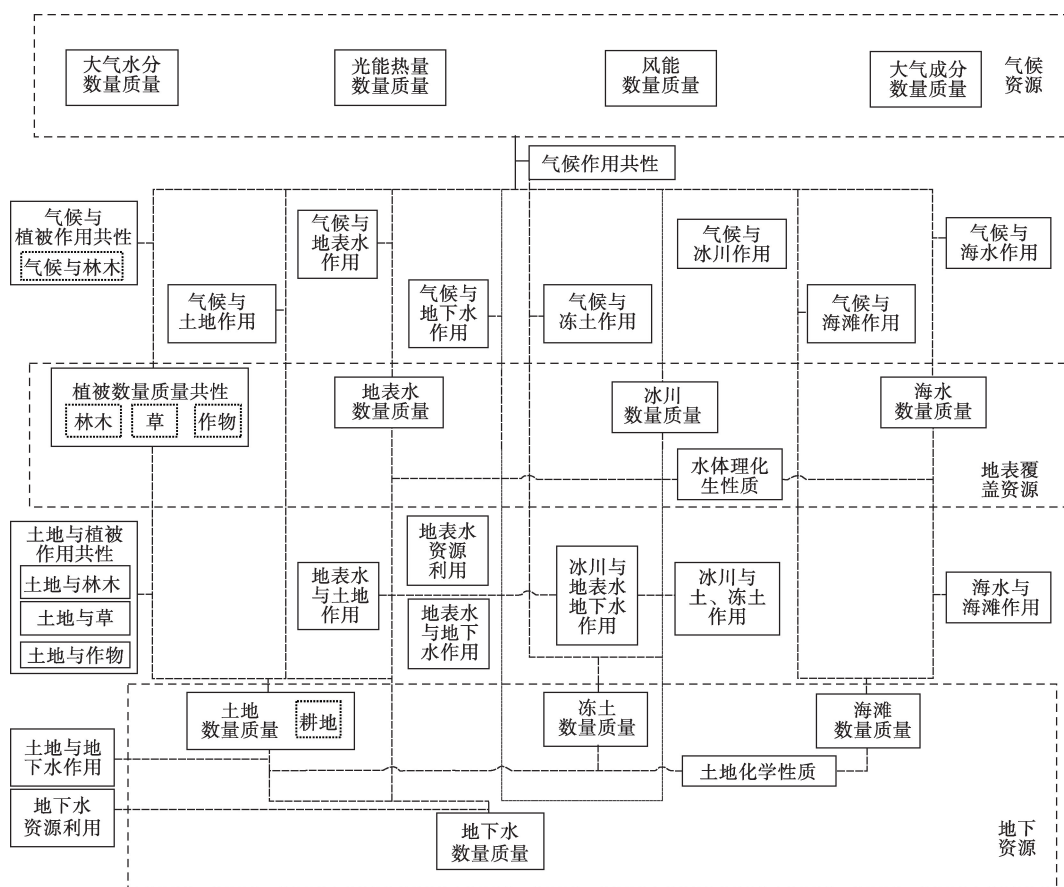 大气水分
数量质量
光能热量
数量质量
风能
数量质量
大气成分
数量质量
气候
资源
气候作用共性
气候与
植被作用共性
气候与林木
气候与
地表水
作用
气候与
冰川作用
气候与
海水作用
气候与
土地作用
气候与
地下水
作用
气候与
冻土作用
气候与
海滩作用
植被数量质量共性
林木
草
作物
地表水
数量质量
冰川
数量质量
海水
数量质量
水体理化
生性质
地表覆
盖资源
土地与植被
作用共性
土地与林木
土地与草
土地与作物
地表水
与土地
作用
地表水
资源
利用
地表水
与地下
水作用
冰川与
地表水
地下水
作用
冰川与
土、冻土
作用
海水与
海滩作用
土地
数量质量
耕地
冻土
数量质量
海滩
数量质量
土地与地
下水作用
土地化学性质
地下水
资源利用
地下水
数量质量
地下
资源